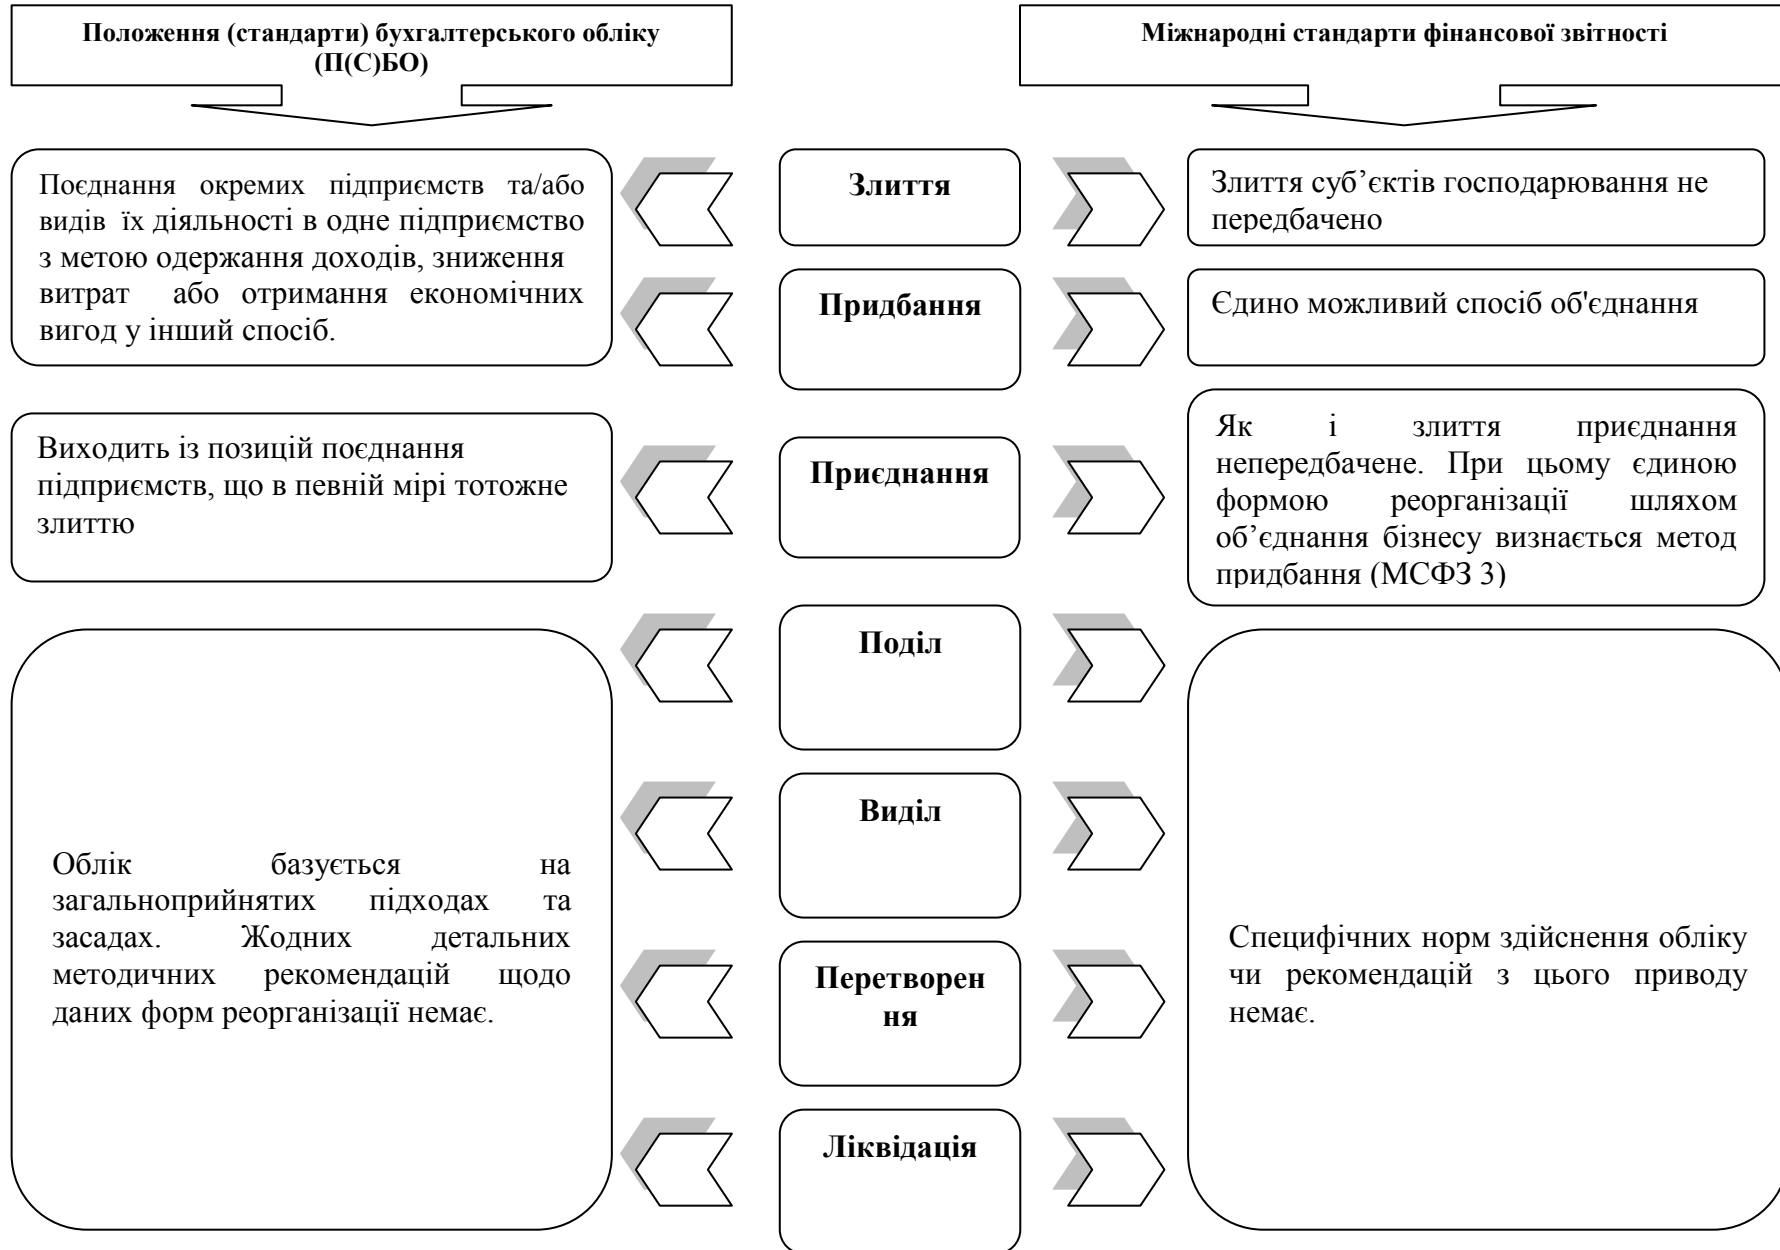 Положення (стандарти) бухгалтерського обліку
(П(С)БО)
Міжнародні стандарти фінансової звітності
Поєднання окремих підприємств та/або
видів їх діяльності в одне підприємство
з метою одержання доходів, зниження
витрат або отримання економічних
вигод у інший спосіб.
Злиття
Злиття суб’єктів господарювання не
передбачено
Придбання
Єдино можливий спосіб об'єднання
Виходить із позицій поєднання
підприємств, що в певній мірі тотожне
злиттю
Приєднання
Як і злиття приєднання
непередбачене. При цьому єдиною
формою реорганізації шляхом
об’єднання бізнесу визнається метод
придбання (МСФЗ 3)
Поділ
Виділ
Перетворен
ня
Ліквідація
Облік базується на
загальноприйнятих підходах та
засадах. Жодних детальних
методичних рекомендацій щодо
даних форм реорганізації немає.
Специфічних норм здійснення обліку
чи рекомендацій з цього приводу
немає.